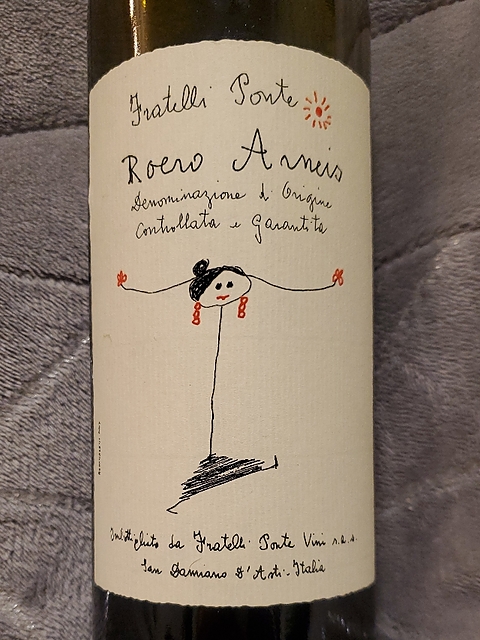 Fratelli Ponte
Roero Arneis
Denominazione di Origine
Controllata e Garantita
Imbottigliato da Fratelli Ponte Vini s.a.s.
San Damiano D'Asti - Italia